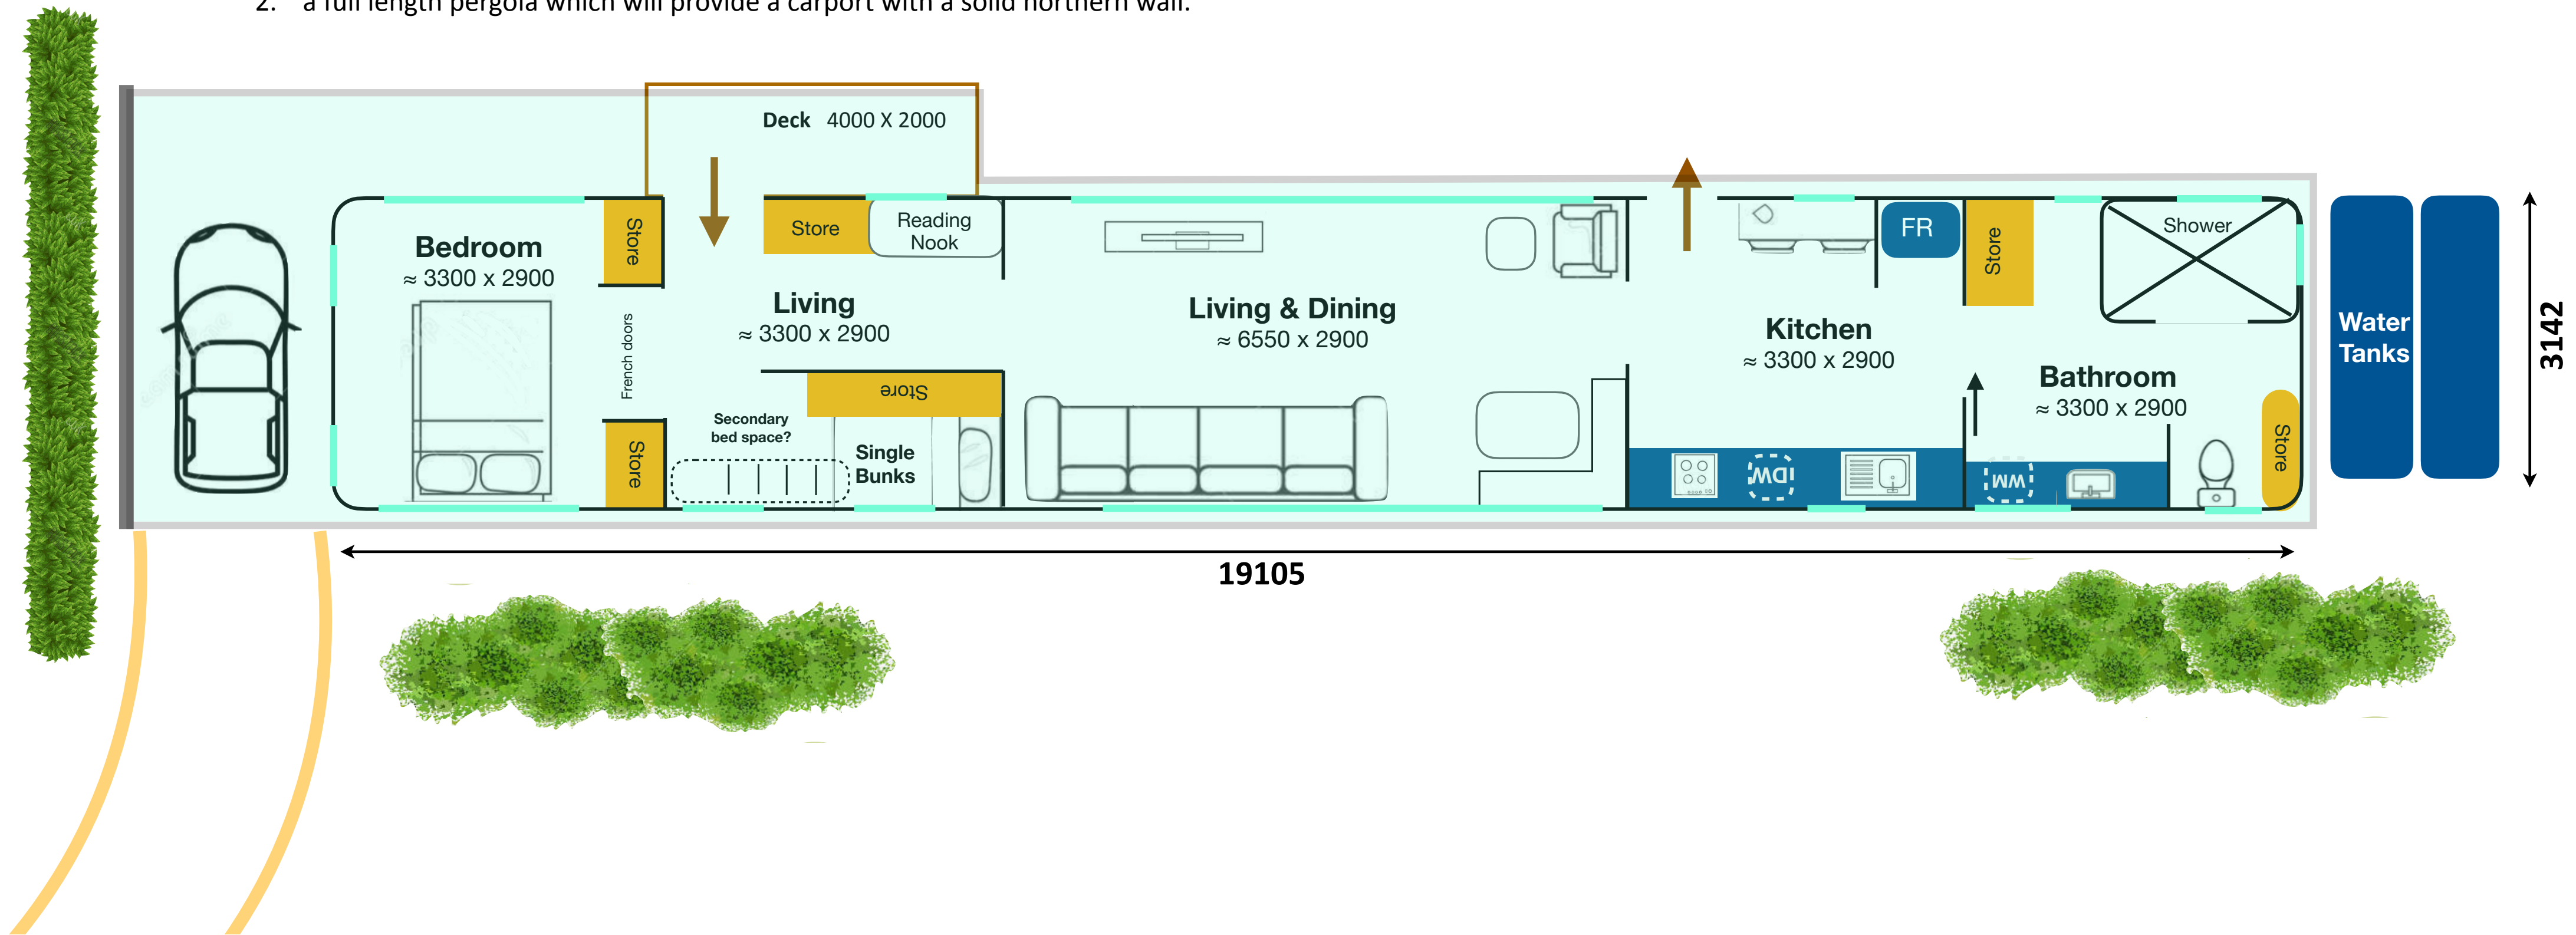 2. a full length pergola which will provide a carport with a solid northern wall.
Deck 4000 X 2000
Store
Store
Reading
Nook
Bedroom
≈ 3300 x 2900
French doors
Living
≈ 3300 x 2900
Store
Secondary
bed space?
Single
Bunks
Store
Living & Dining
≈ 6550 x 2900
Kitchen
≈ 3300 x 2900
FR
Store
IDW
Shower
Bathroom
≈ 3300 x 2900
WM
Store
Water
Tanks
3142
19105